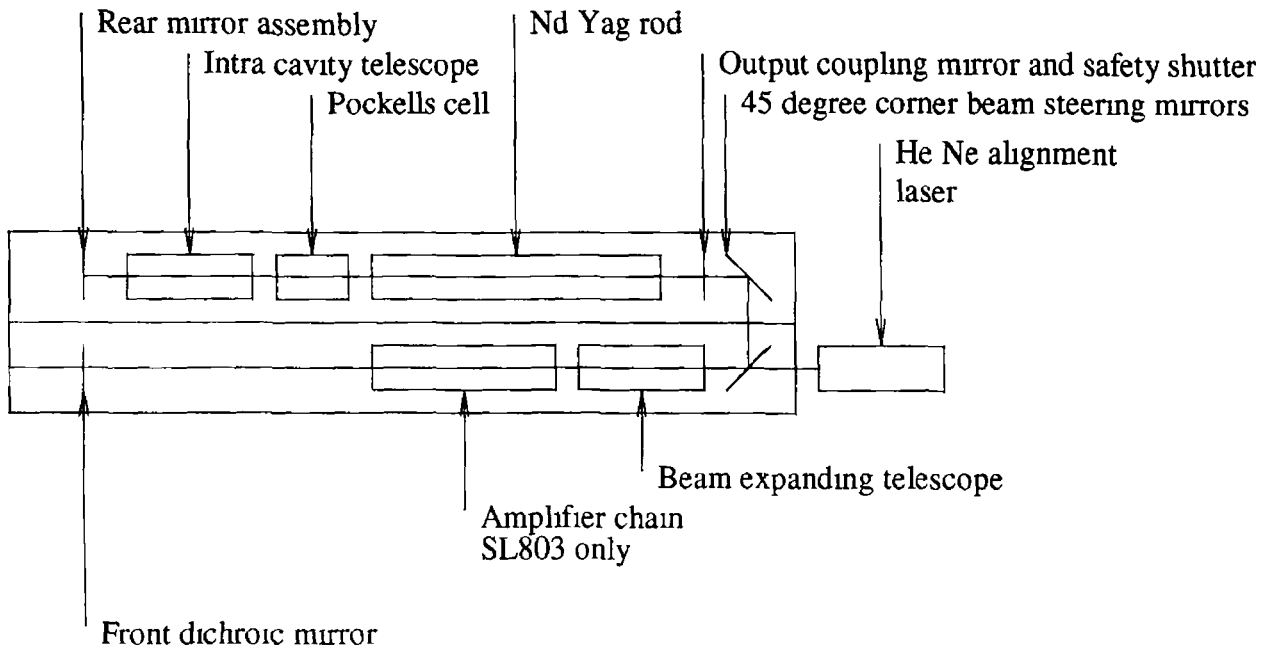 Rear mirror assembly
Nd Yag rod
Intra cavity telescope
Output coupling mirror and safety shutter
Pockells cell
45 degree corner beam steering mirrors
He Ne alignment
laser
Beam expanding telescope
Amplifier chain
SL803 only
Front dichroic mirror